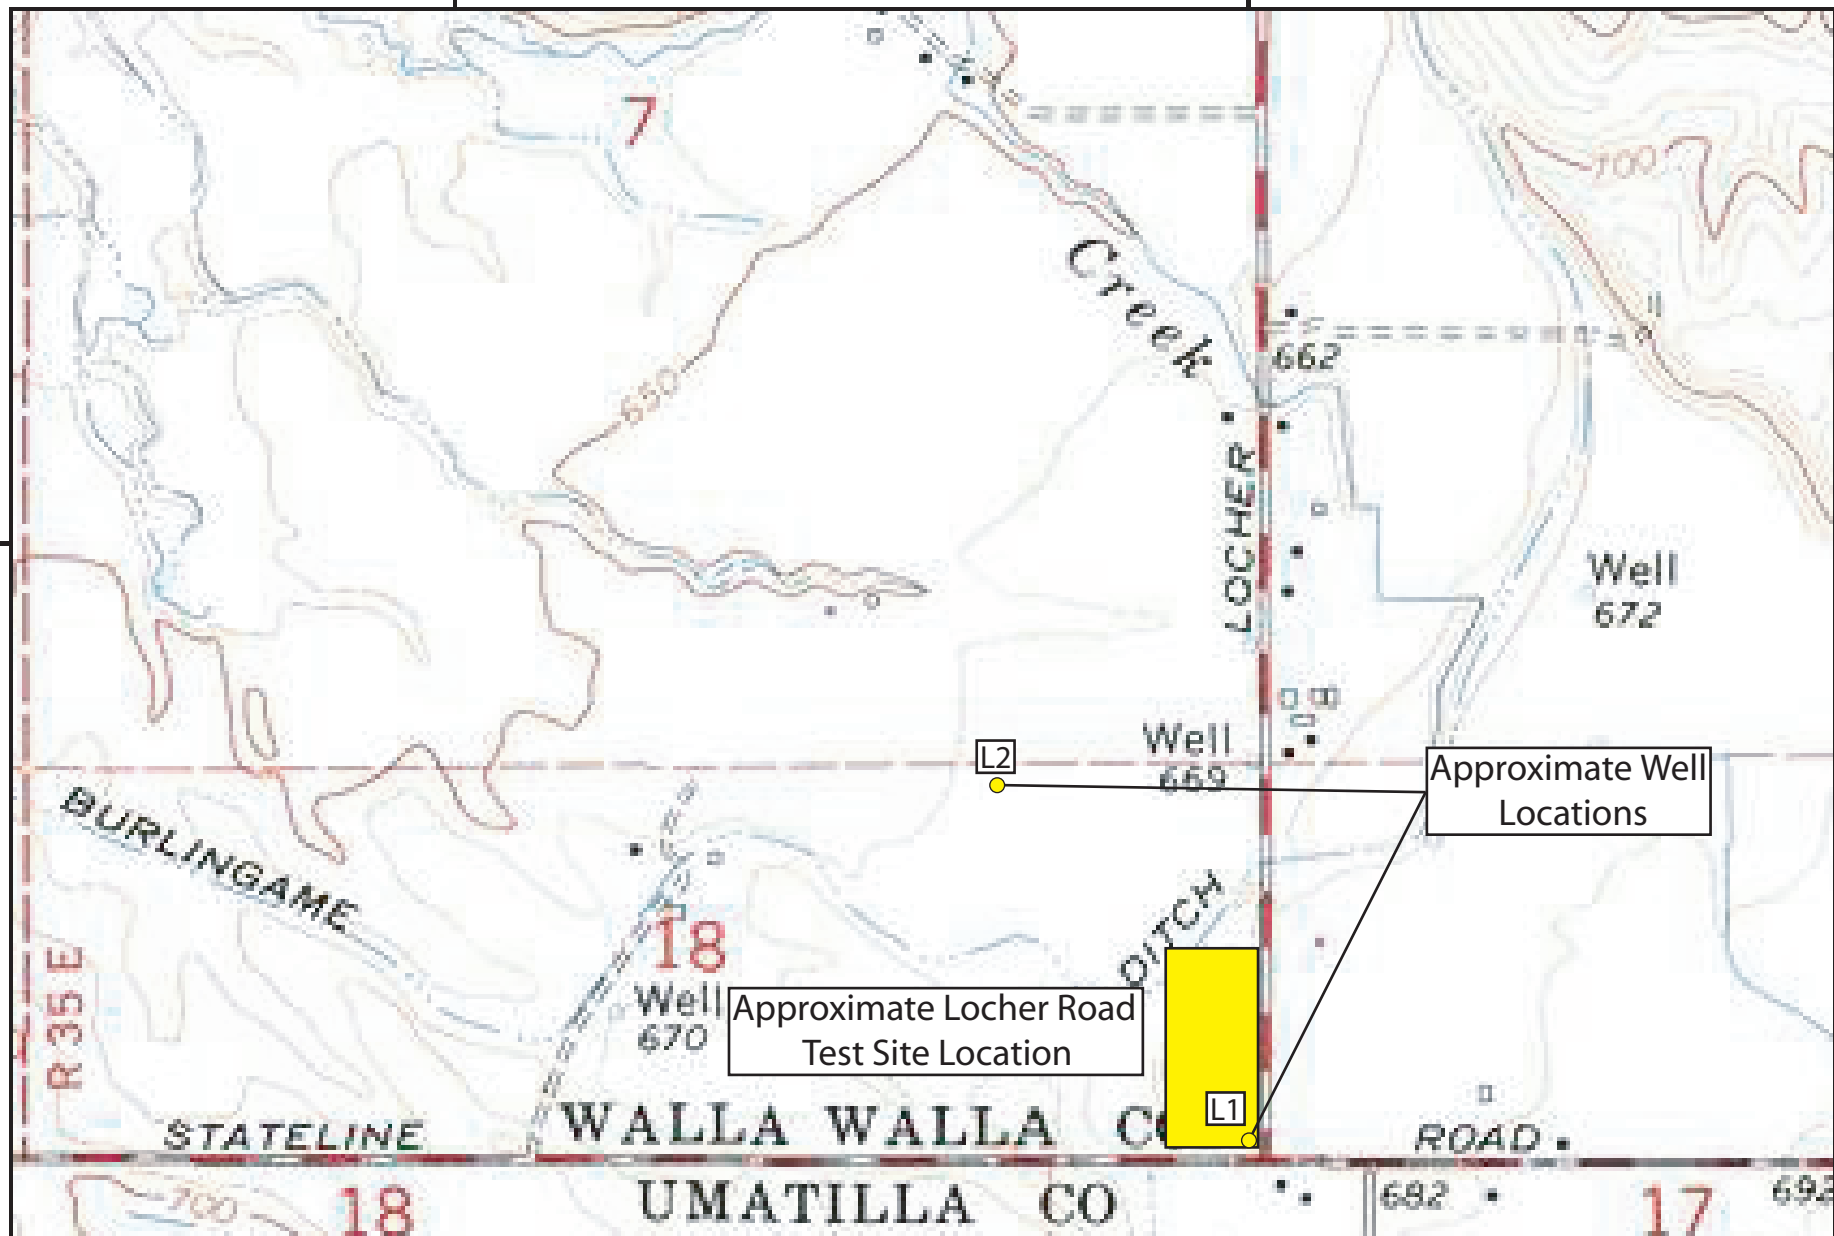 7
700
Creek
662
650
LOCHER
Well
672
Well
669
L2
Approximate Well
Locations
BURLINGAME
DITCH
18
R 35 E
Well
670
Approximate Locher Road
Test Site Location
L1
WALLA WALLA
STATELINE
ROAD
700
18
UMATILLA CO
682
17
692